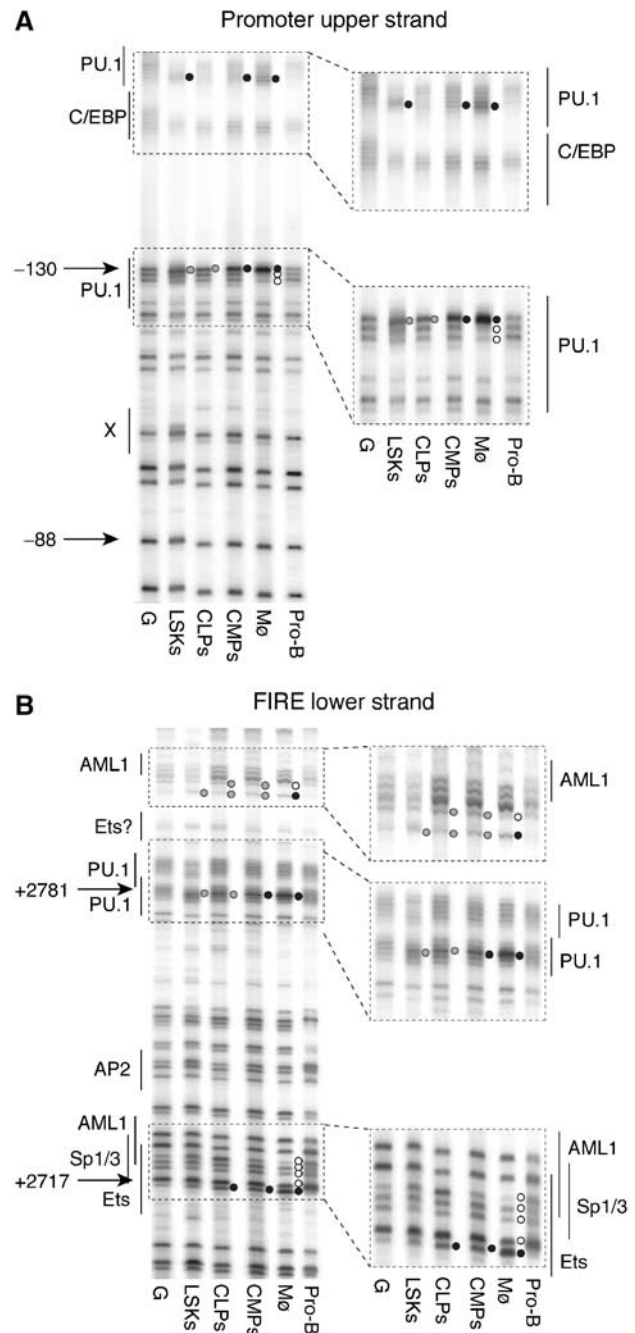 A
Promoter upper strand
PU.1
C/EBP
PU.1
C/EBP
–130
PU.1
PU.1
X
G
LSKs
CLPs
CMPs
Mø
Pro-B
–88
G
LSKs
CLPs
CMPs
Mø
Pro-B
B
FIRE lower strand
AML1
AML1
Ets?
PU.1
+2781
PU.1
PU.1
PU.1
AP2
AML1
Sp1/3
+2717
Ets
AML1
Sp1/3
Ets
G
LSKs
CLPs
CMPs
Mø
Pro-B
G
LSKs
CLPs
CMPs
Mø
Pro-B